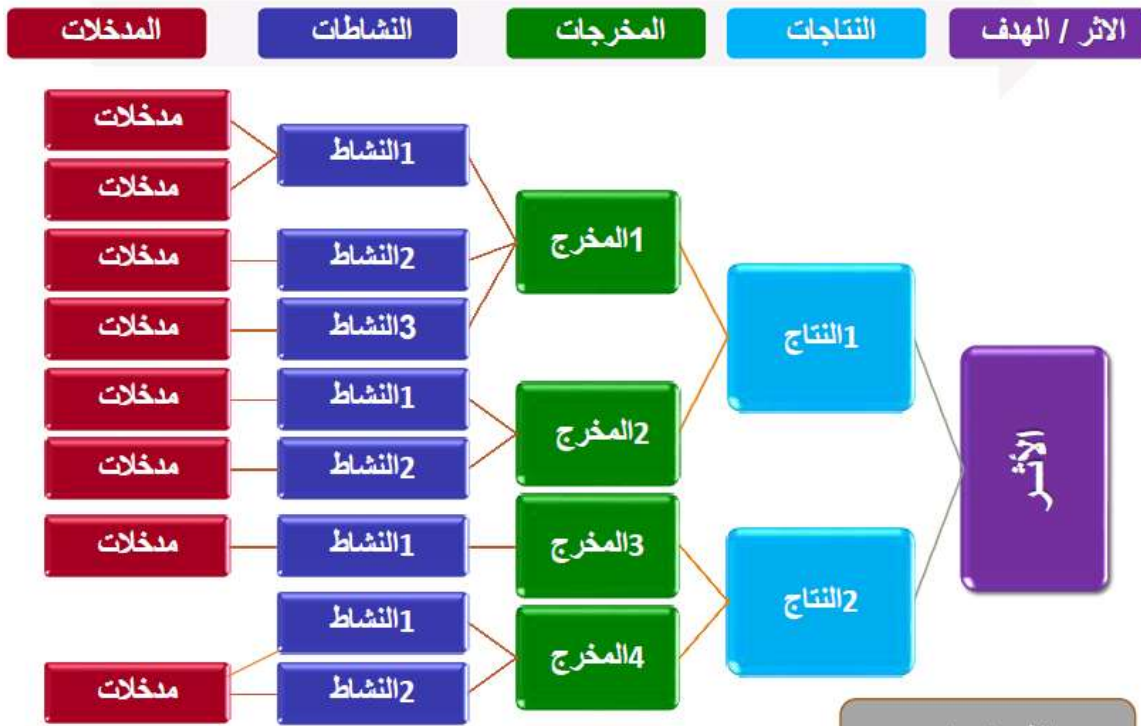 الاثر / الهدف
النتاجات
المخرجات
النشاطات
المدخلات
الأثر
النتاج1
النتاج2
المخرج1
المخرج2
المخرج3
المخرج4
النشاط1
النشاط2
النشاط3
النشاط1
النشاط2
النشاط1
النشاط1
النشاط2
مدخلات
مدخلات
مدخلات
مدخلات
مدخلات
مدخلات
مدخلات
مدخلات